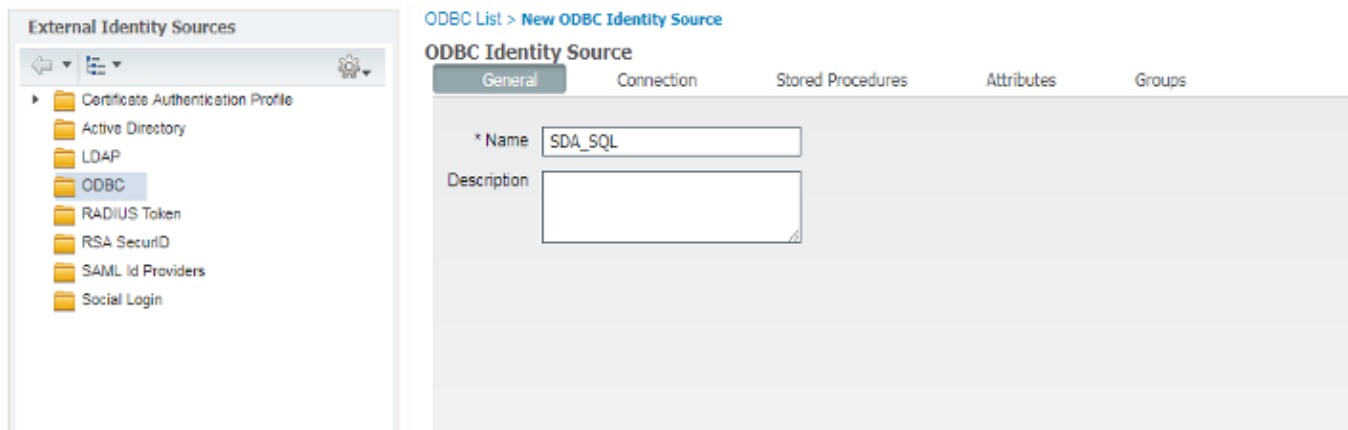 External Identity Sources
Certificate Authentication Profile
Active Directory
LDAP
ODBC
RADIUS Token
RSA SecurID
SAML Id Providers
Social Login
ODBC List > New ODBC Identity Source
ODBC Identity Source
General Connection Stored Procedures Attributes Groups
* Name SDA_SQL
Description